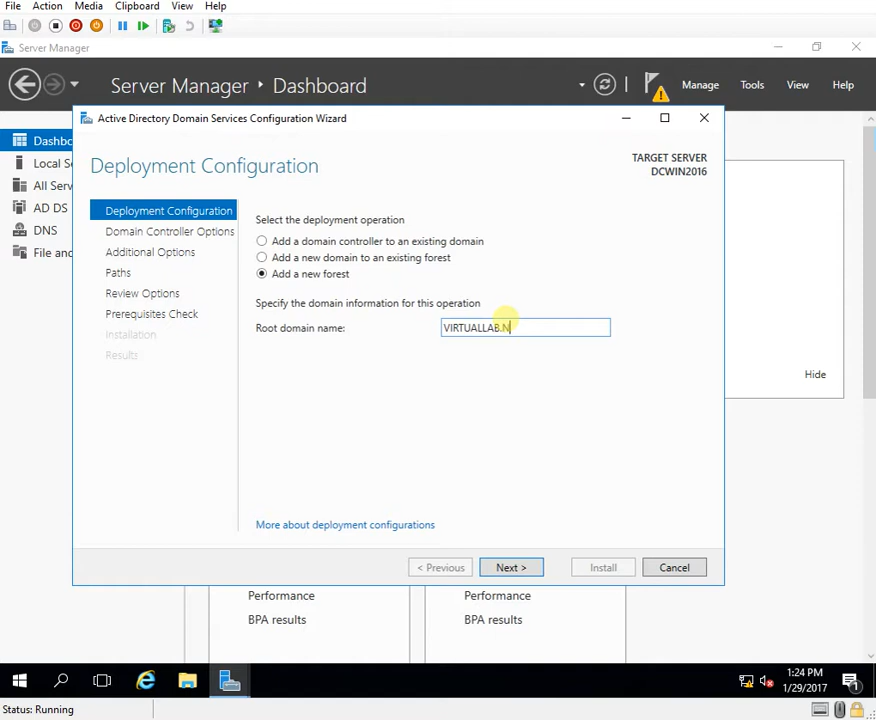 File Action Media Clipboard View Help
Server Manager
Server Manager ‣ Dashboard Manage Tools View Help
Active Directory Domain Services Configuration Wizard
Deployment Configuration
TARGET SERVER
DCWIN2016
Dashbo
Local Se
All Serv
AD DS
DNS
File and
Deployment Configuration
Domain Controller Options
Additional Options
Paths
Review Options
Prerequisites Check
Installation
Results
Select the deployment operation
Add a domain controller to an existing domain
Add a new domain to an existing forest
Add a new forest
Specify the domain information for this operation
Root domain name: VIRTUALLAB.N
Hide
More about deployment configurations
< Previous Next > Install Cancel
Performance Performance
BPA results BPA results
1:24 PM
1/29/2017
1
Status: Running